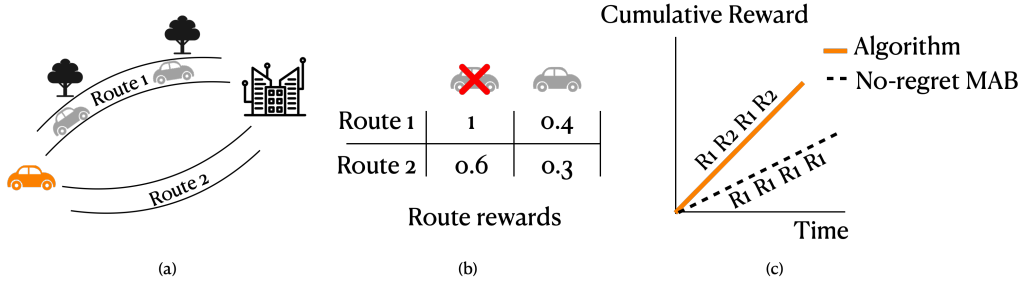 Route 1
Route 2
(a)
Route 1 1 0.4
Route 2 0.6 0.3
Route rewards
(b)
Cumulative Reward
Algorithm
No-regret MAB
R1 R2 R1 R2
R1 R1 R1 R1
Time
(c)